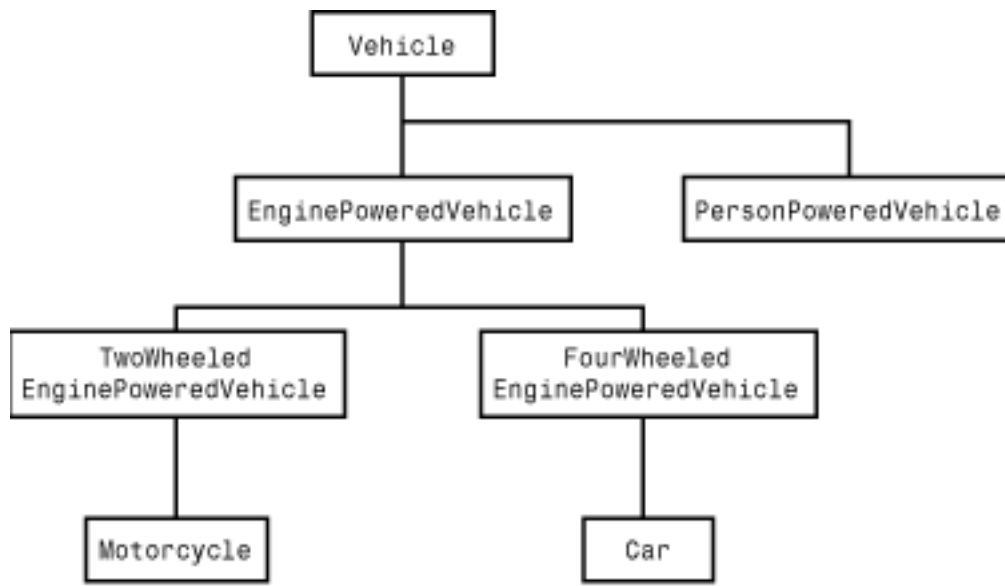 Vehicle
EnginePoweredVehicle
PersonPoweredVehicle
TwoWheeled
EnginePoweredVehicle
FourWheeled
EnginePoweredVehicle
Motorcycle
Car